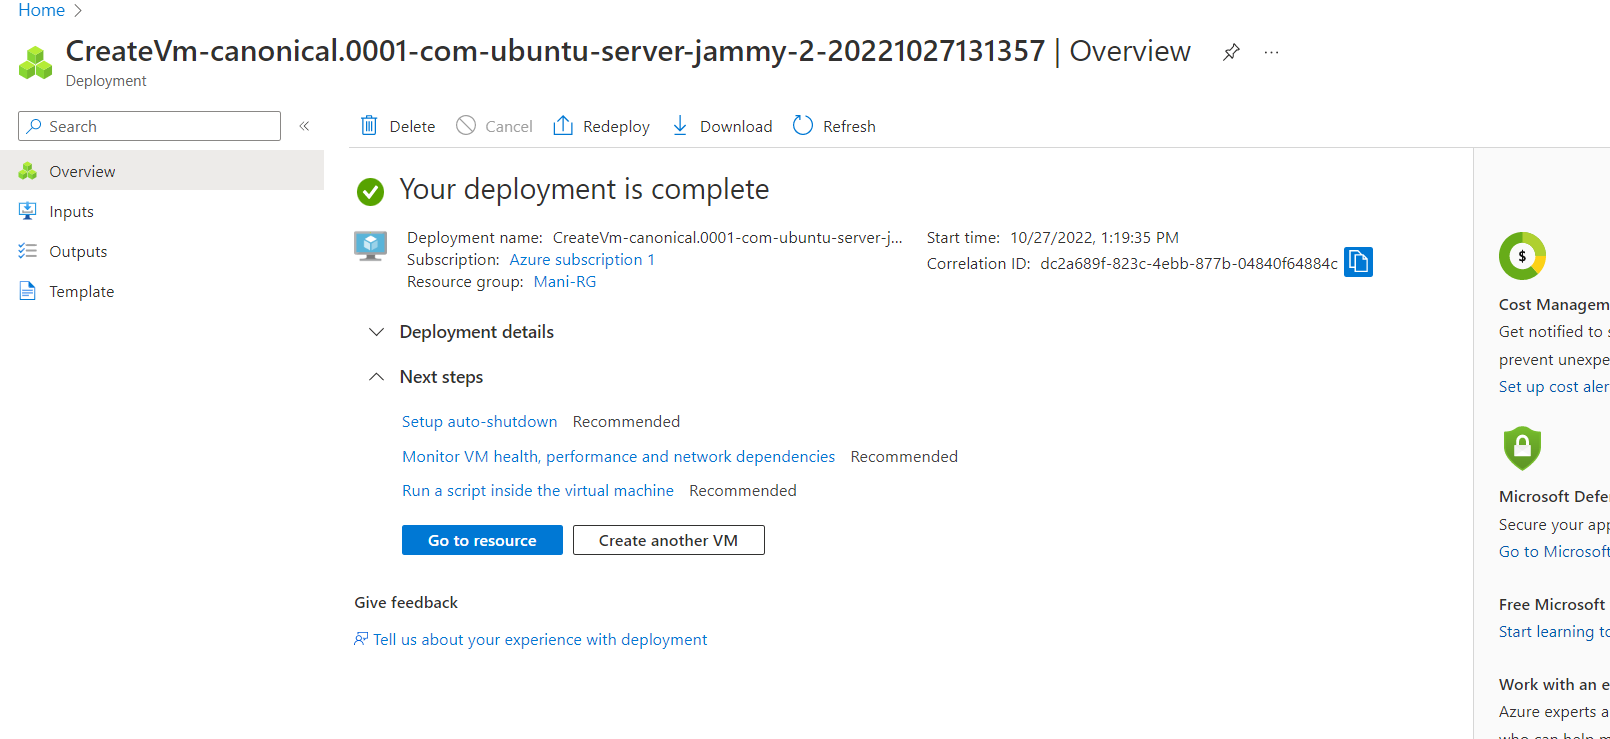 Home
CreateVm-canonical.0001-com-ubuntu-server-jammy-2-20221027131357 | Overview
Deployment
Search
Delete Cancel Redeploy Download Refresh
Overview
Inputs
Outputs
Template
Your deployment is complete
Deployment name: CreateVm-canonical.0001-com-ubuntu-server-j...
Subscription: Azure subscription 1
Resource group: Mani-RG
Start time: 10/27/2022, 1:19:35 PM
Correlation ID: dc2a689f-823c-4ebb-877b-04840f64884c
Deployment details
Next steps
Setup auto-shutdown Recommended
Monitor VM health, performance and network dependencies Recommended
Run a script inside the virtual machine Recommended
Go to resource Create another VM
Give feedback
Tell us about your experience with deployment
$
Cost Managem
Get notified to s
prevent unexpe
Set up cost aler
Microsoft Defe
Secure your app
Go to Microsoft
Free Microsoft
Start learning to
Work with an e
Azure experts a
who can help m